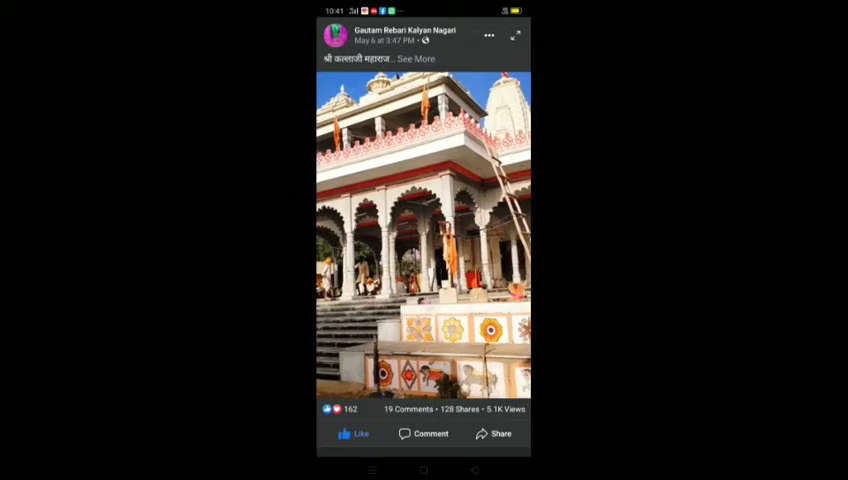 10:41
Gautam Rebari Kalyan Nagari
May 6 at 3:47 PM •
श्री कल्लाजी महाराज... See More
162 19 Comments • 128 Shares • 5.1K Views
Like Comment Share